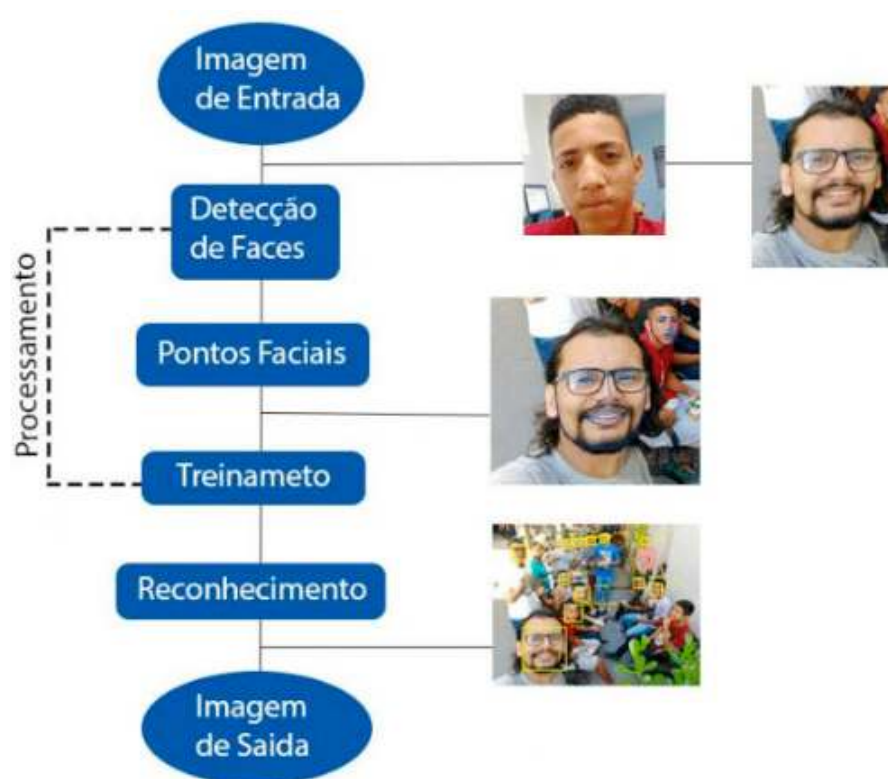 Imagem
de Entrada
Detecção
de Faces
Processamento
Pontos Faciais
Treinameto
Reconhecimento
Imagem
de Saida